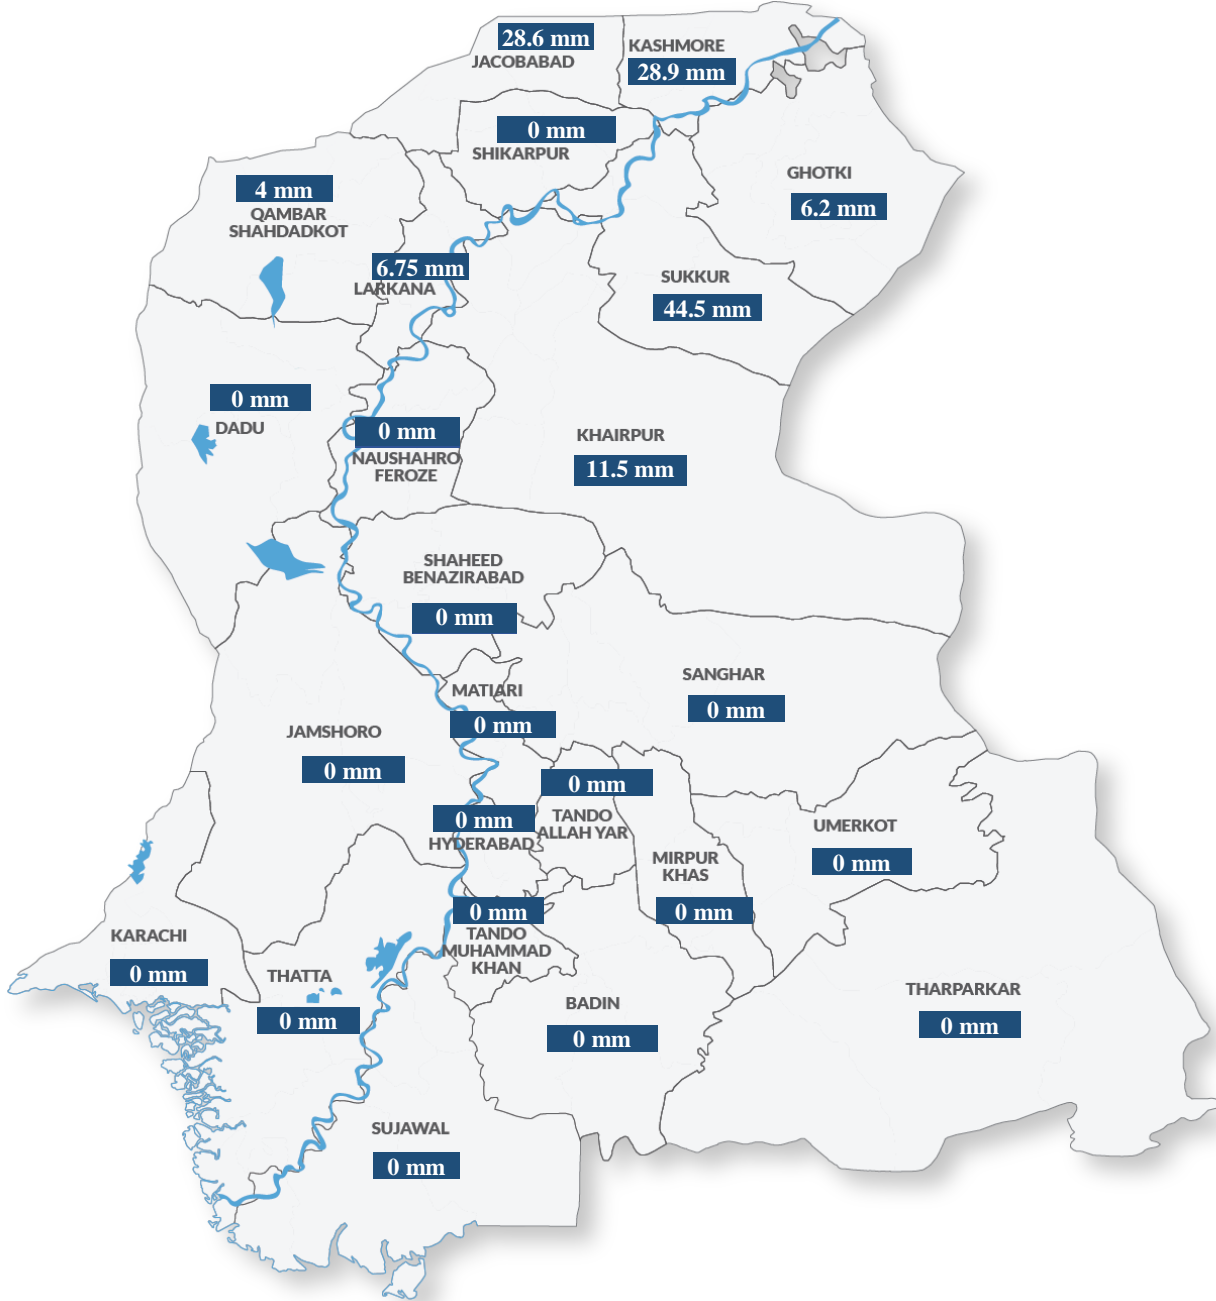 28.6 mm
JACOBABAD
KASHMORE
28.9 mm
0 mm
SHIKARPUR
GHOTKI
6.2 mm
4 mm
QAMBAR
SHAHDADKOT
6.75 mm
LARKANA
SUKKUR
44.5 mm
0 mm
DADU
0 mm
NAUSHAHRO
FEROZE
KHAIRPUR
11.5 mm
SHAHEED
BENAZIRABAD
0 mm
SANGHAR
0 mm
MATIARI
0 mm
JAMSHORO
0 mm
0 mm
TANDO
ALLAH YAR
0 mm
HYDERABAD
UMERKOT
0 mm
MIRPUR
KHAS
0 mm
0 mm
TANDO
MUHAMMAD
KHAN
KARACHI
0 mm
THATTA
0 mm
BADIN
0 mm
THARPARKAR
0 mm
SUJAWAL
0 mm